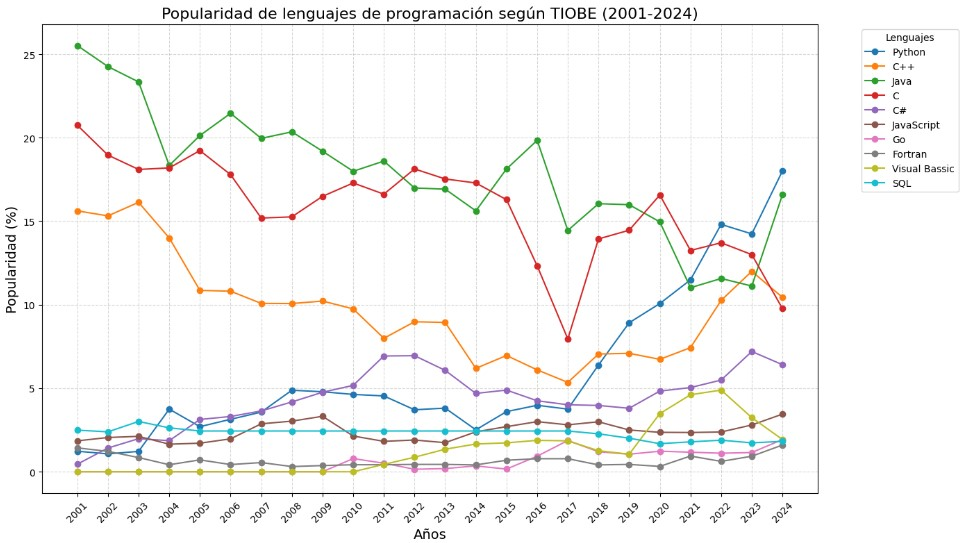 Popularidad de lenguajes de programación según TIOBE (2001-2024)
Lenguajes
Python
C++
Java
C
C#
JavaScript
Go
Fortran
Visual Bassic
SQL
Popularidad (%)
25
20
15
10
5
0
2001 2002 2003 2004 2005 2006 2007 2008 2009 2010 2011 2012 2013 2014 2015 2016 2017 2018 2019 2020 2021 2022 2023 2024
Años